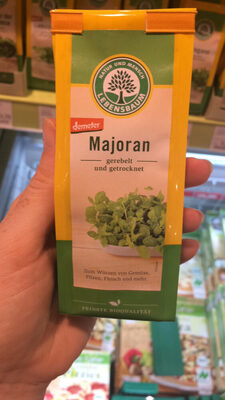 NATUR UND MENSCH
LEBENSBAUM
demeter
Majoran
gerebelt
und getrocknet
Zum Würzen von Gemüse,
Pilzen, Fleisch und mehr.
FEINSTE BIOQUALITÄT